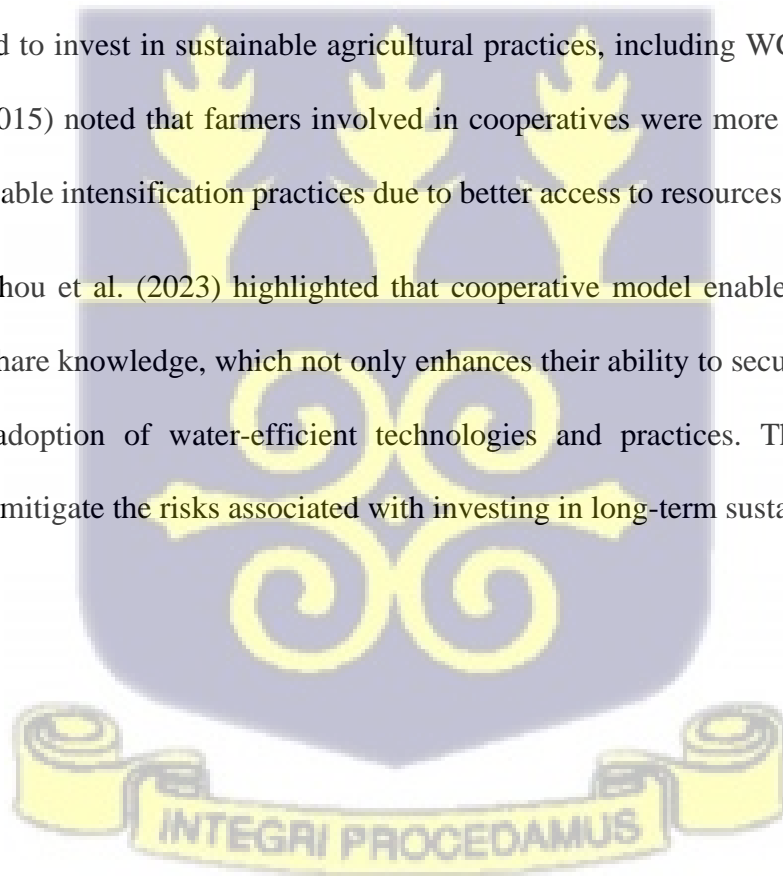 d to invest in sustainable agricultural practices, including WC
015) noted that farmers involved in cooperatives were more
able intensification practices due to better access to resources
hou et al. (2023) highlighted that cooperative model enable
hare knowledge, which not only enhances their ability to secu
adoption of water-efficient technologies and practices. Th
mitigate the risks associated with investing in long-term susta
INTEGRI PROCEDAMUS